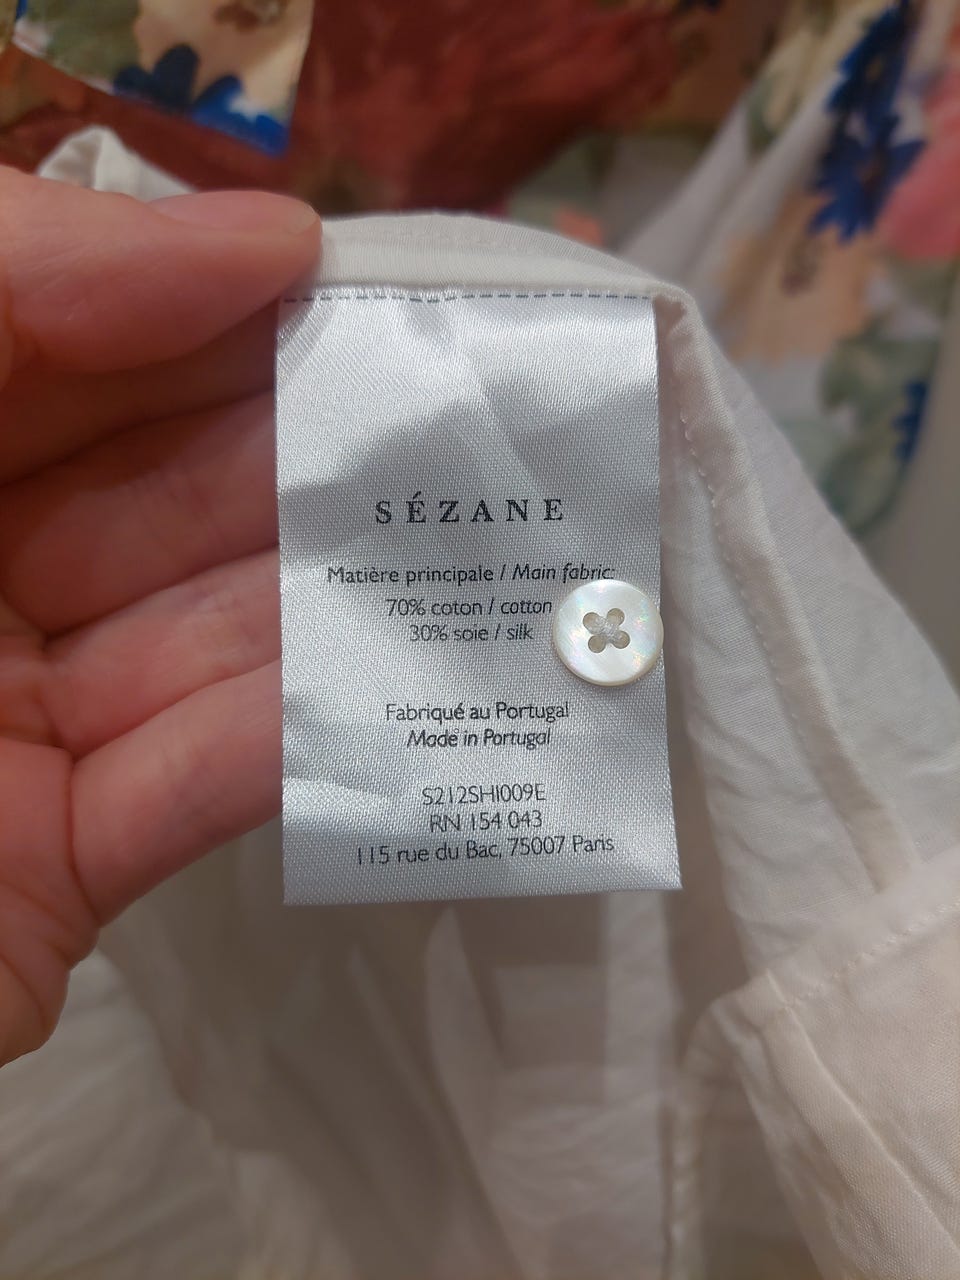 SÉZANE
Matière principale / Main fabric:
70% coton / cotton
30% soie / silk
Fabriqué au Portugal
Made in Portugal
S212SHI009E
RN 154 043
115 rue du Bac, 75007 Paris